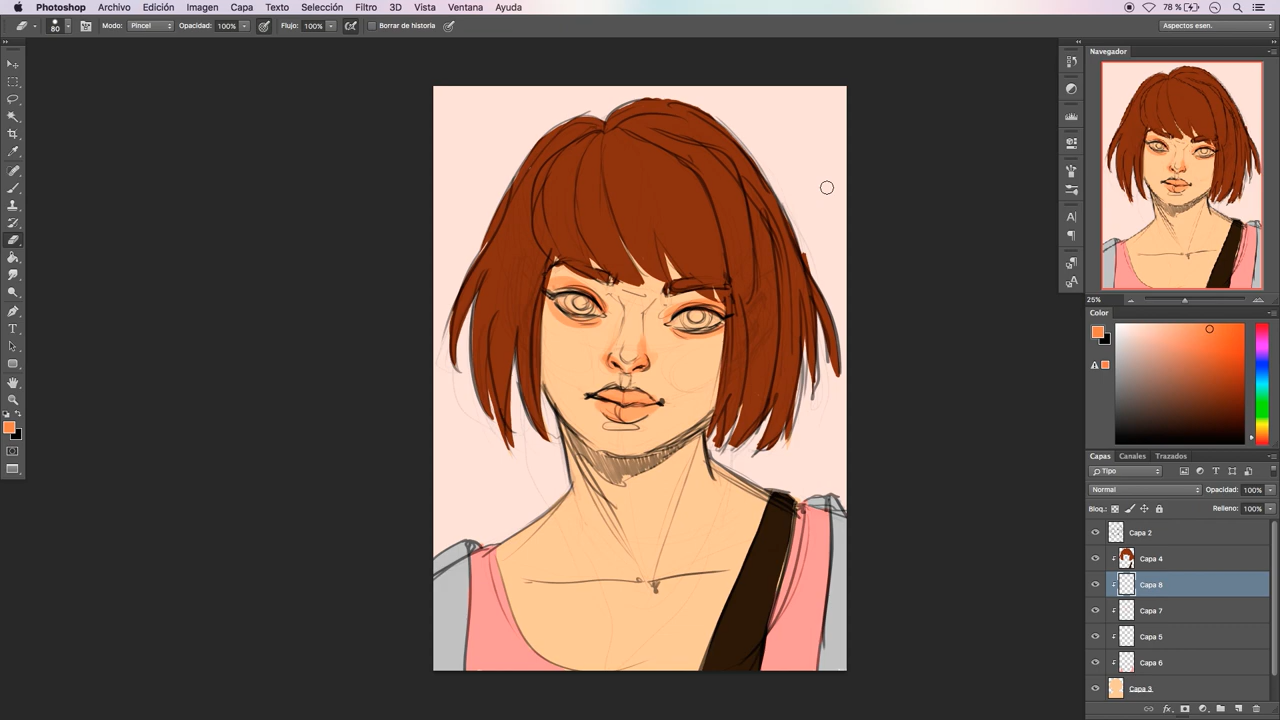 Photoshop Archivo Edición Imagen Capa Texto Selección Filtro 3D Vista Ventana Ayuda 78 %
80 Modo: Pincel Opacidad: 100% Flujo: 100% Borrar de historia Aspectos esen.
Navegador
25%
Color
Capas Canales Trazados
Tipo
Normal Opacidad: 100%
Bloq.: Relleno: 100%
Capa 2
Capa 4
Capa 8
Capa 7
Capa 5
Capa 6
Capa 3